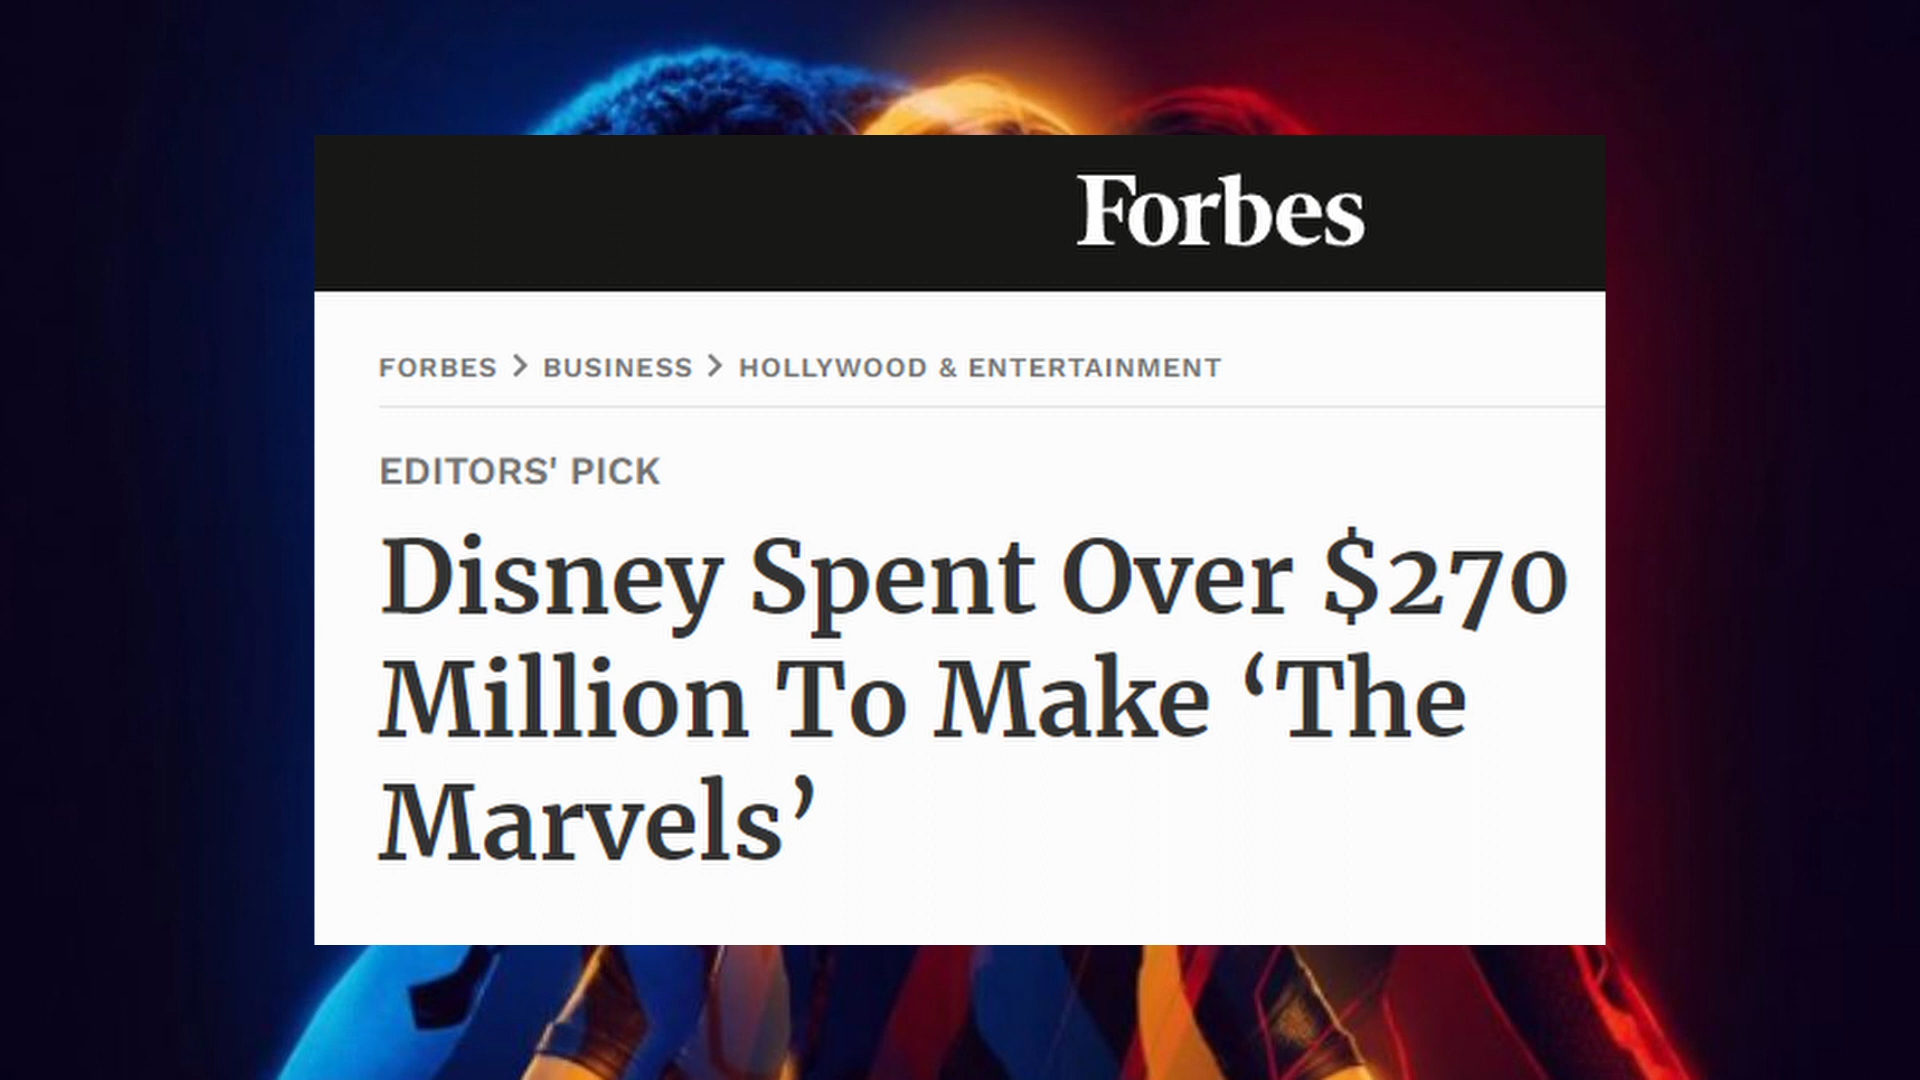 Forbes
FORBES > BUSINESS > HOLLYWOOD & ENTERTAINMENT
EDITORS' PICK
Disney Spent Over $270
Million To Make ‘The
Marvels’